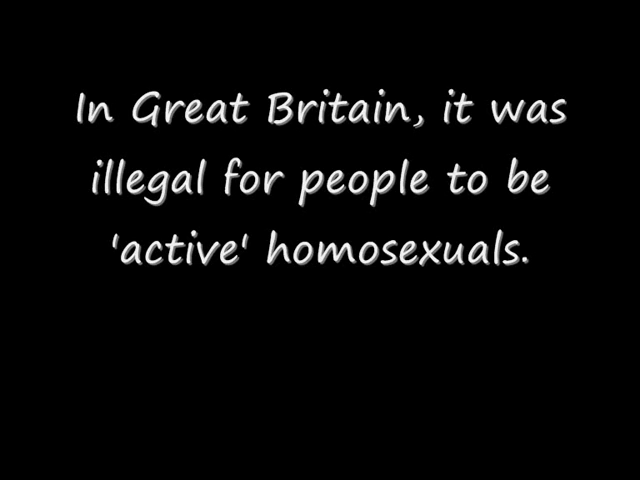 In Great Britain, it was
illegal for people to be
'active' homosexuals.